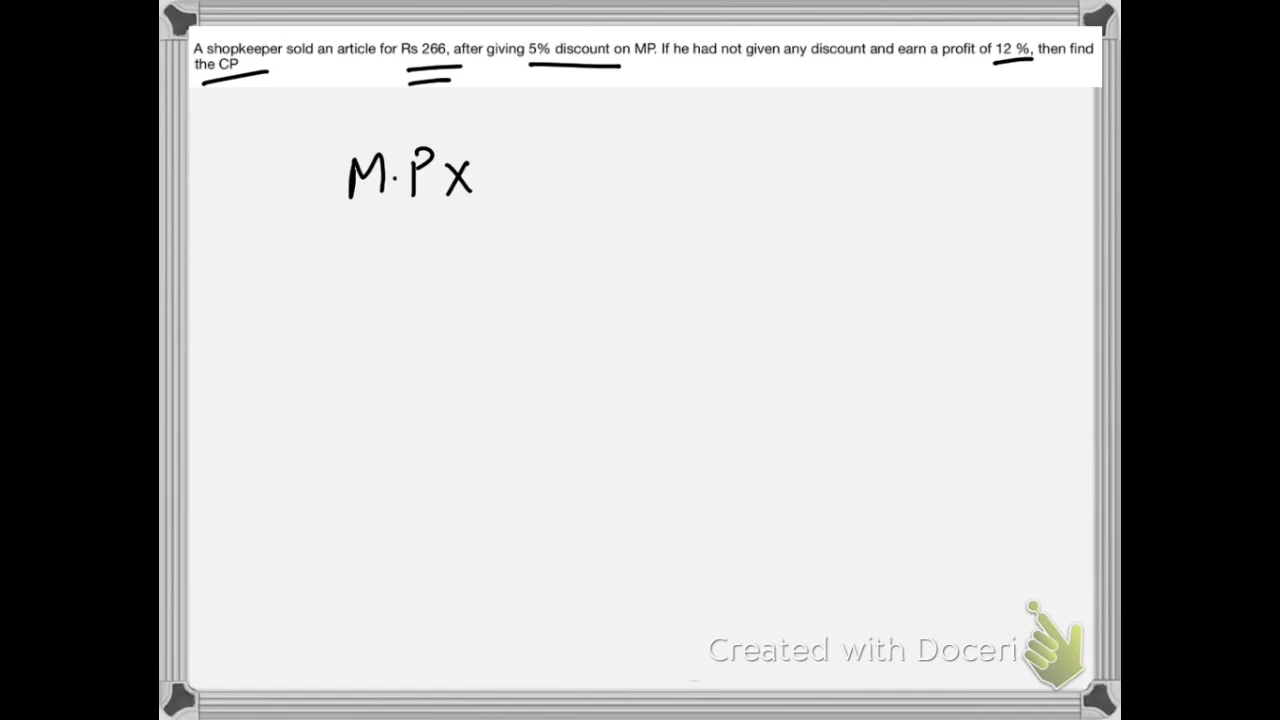 A shopkeeper sold an article for Rs 266, after giving 5% discount on MP. If he had not given any discount and earn a profit of 12 %, then find
the CP
M.P x
Created with Doceri